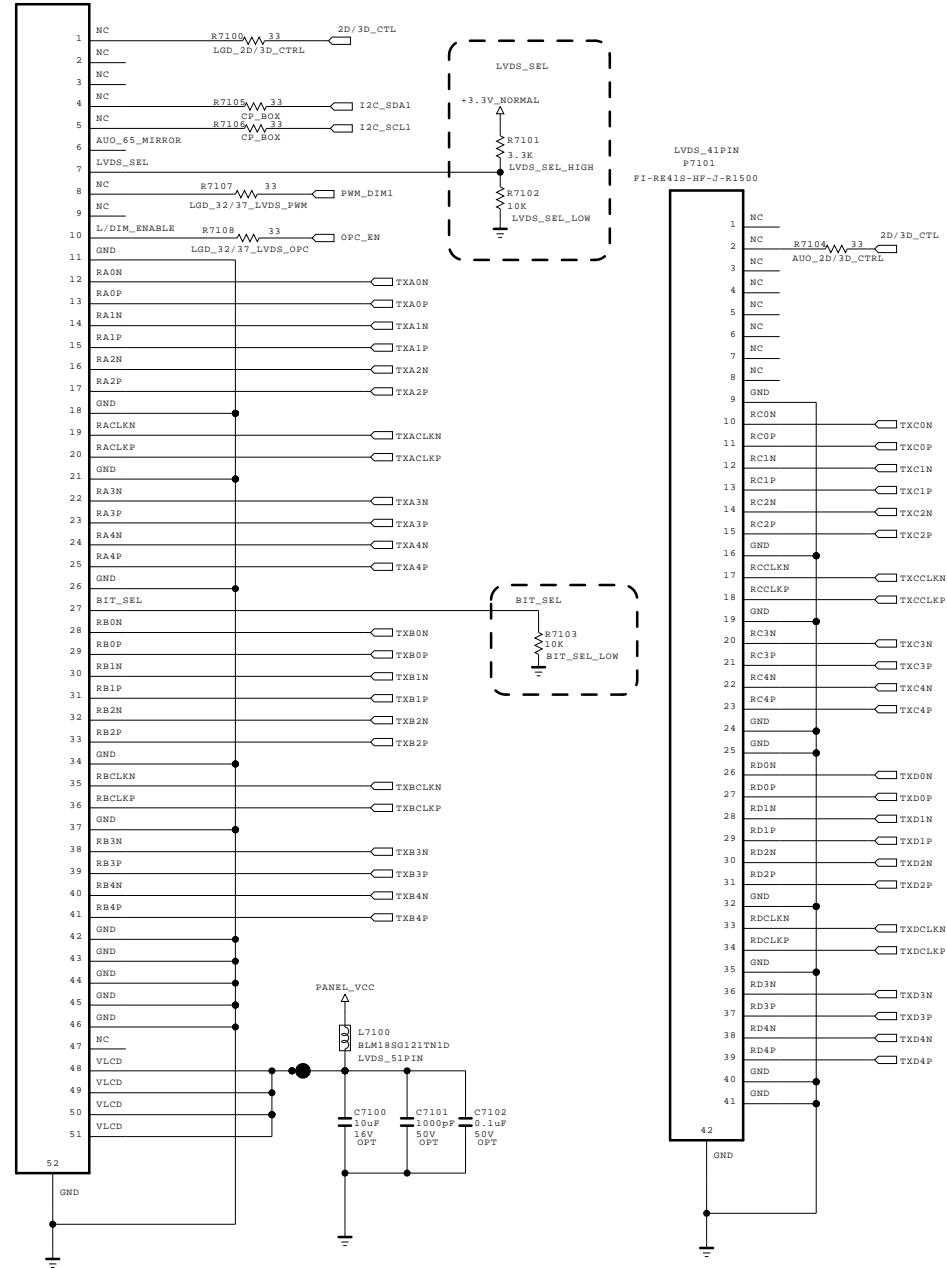 NC
1
R7100 33
LGD_2D/3D_CTRL
2D/3D_CTL
NC
2
NC
3
NC
4
R7105 33
CP_BOX
I2C_SDA1
NC
5
R7106 33
CP_BOX
I2C_SCL1
AUO_65_MIRROR
6
LVDS_SEL
7
NC
8
R7107 33
LGD_32/37_LVDS_PWM
PWM_DIM1
NC
9
L/DIM_ENABLE
10
R7108 33
LGD_32/37_LVDS_OPC
OPC_EN
GND
11
RA0N
12
TXA0N
RA0P
13
TXA0P
RA1N
14
TXA1N
RA1P
15
TXA1P
RA2N
16
TXA2N
RA2P
17
TXA2P
GND
18
RACLKN
19
TXACLKN
RACLKP
20
TXACLKP
GND
21
RA3N
22
TXA3N
RA3P
23
TXA3P
RA4N
24
TXA4N
RA4P
25
TXA4P
GND
26
BIT_SEL
27
RB0N
28
TXB0N
RB0P
29
TXB0P
RB1N
30
TXB1N
RB1P
31
TXB1P
RB2N
32
TXB2N
RB2P
33
TXB2P
GND
34
RBCLKN
35
TXBCLKN
RBCLKP
36
TXBCLKP
GND
37
RB3N
38
TXB3N
RB3P
39
TXB3P
RB4N
40
TXB4N
RB4P
41
TXB4P
GND
42
GND
43
GND
44
GND
45
GND
46
NC
47
VLCD
48
VLCD
49
VLCD
50
VLCD
51
52
GND
LVDS_SEL
+3.3V_NORMAL
R7101
3.3K
LVDS_SEL_HIGH
R7102
10K
LVDS_SEL_LOW
BIT_SEL
R7103
10K
BIT_SEL_LOW
PANEL_VCC
L7100
BLM18SG121TN1D
LVDS_51PIN
C7100
10uF
16V
OPT
C7101
1000pF
50V
OPT
C7102
0.1uF
50V
OPT
LVDS_41PIN
P7101
FI-RE41S-HF-J-R1500
NC
1
NC
2
R7104 33
AUO_2D/3D_CTRL
2D/3D_CTL
NC
3
NC
4
NC
5
NC
6
NC
7
NC
8
GND
9
RC0N
10
TXC0N
RC0P
11
TXC0P
RC1N
12
TXC1N
RC1P
13
TXC1P
RC2N
14
TXC2N
RC2P
15
TXC2P
GND
16
RCCLKN
17
TXCCLKN
RCCLKP
18
TXCCLKP
GND
19
RC3N
20
TXC3N
RC3P
21
TXC3P
RC4N
22
TXC4N
RC4P
23
TXC4P
GND
24
GND
25
RD0N
26
TXD0N
RD0P
27
TXD0P
RD1N
28
TXD1N
RD1P
29
TXD1P
RD2N
30
TXD2N
RD2P
31
TXD2P
GND
32
RDCLKN
33
TXDCLKN
RDCLKP
34
TXDCLKP
GND
35
RD3N
36
TXD3N
RD3P
37
TXD3P
RD4N
38
TXD4N
RD4P
39
TXD4P
GND
40
GND
41
42
GND